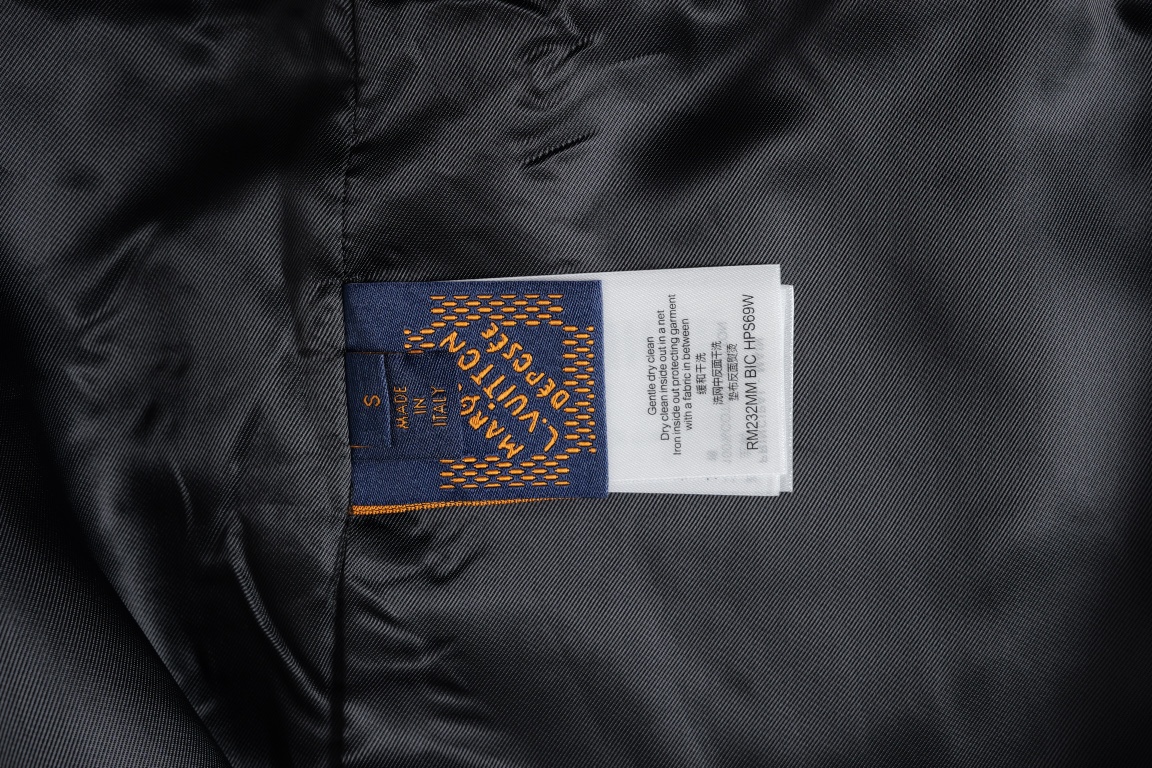 S
MADE
IN
ITALY
MARQ.
L.VUITTON
DÉPOSÉE
Gentle dry clean
Dry clean inside out in a net
Iron inside out protecting garment
with a fabric in between
缓和干洗
洗网中反面干洗
垫布反面熨烫
RM232MM BIC HPS69W